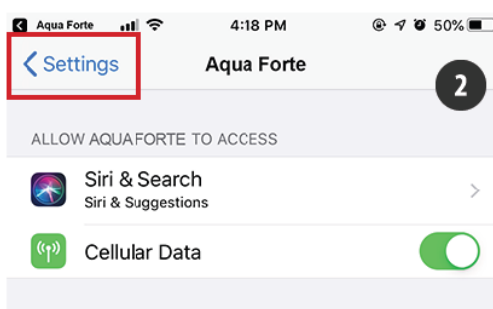 Aqua Forte 4:18 PM 50%
Settings Aqua Forte
2
ALLOW AQUAFORTE TO ACCESS
Siri & Search
Siri & Suggestions
Cellular Data